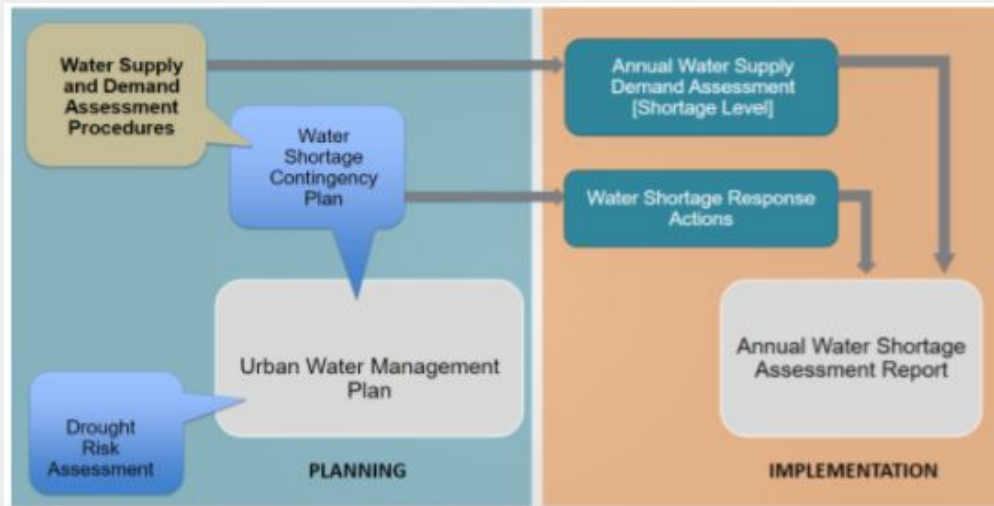 Water Supply
and Demand
Assessment
Procedures
Water
Shortage
Contingency
Plan
Urban Water Management
Plan
Drought
Risk
Assessment
PLANNING
Annual Water Supply
Demand Assessment
[Shortage Level]
Water Shortage Response
Actions
Annual Water Shortage
Assessment Report
IMPLEMENTATION